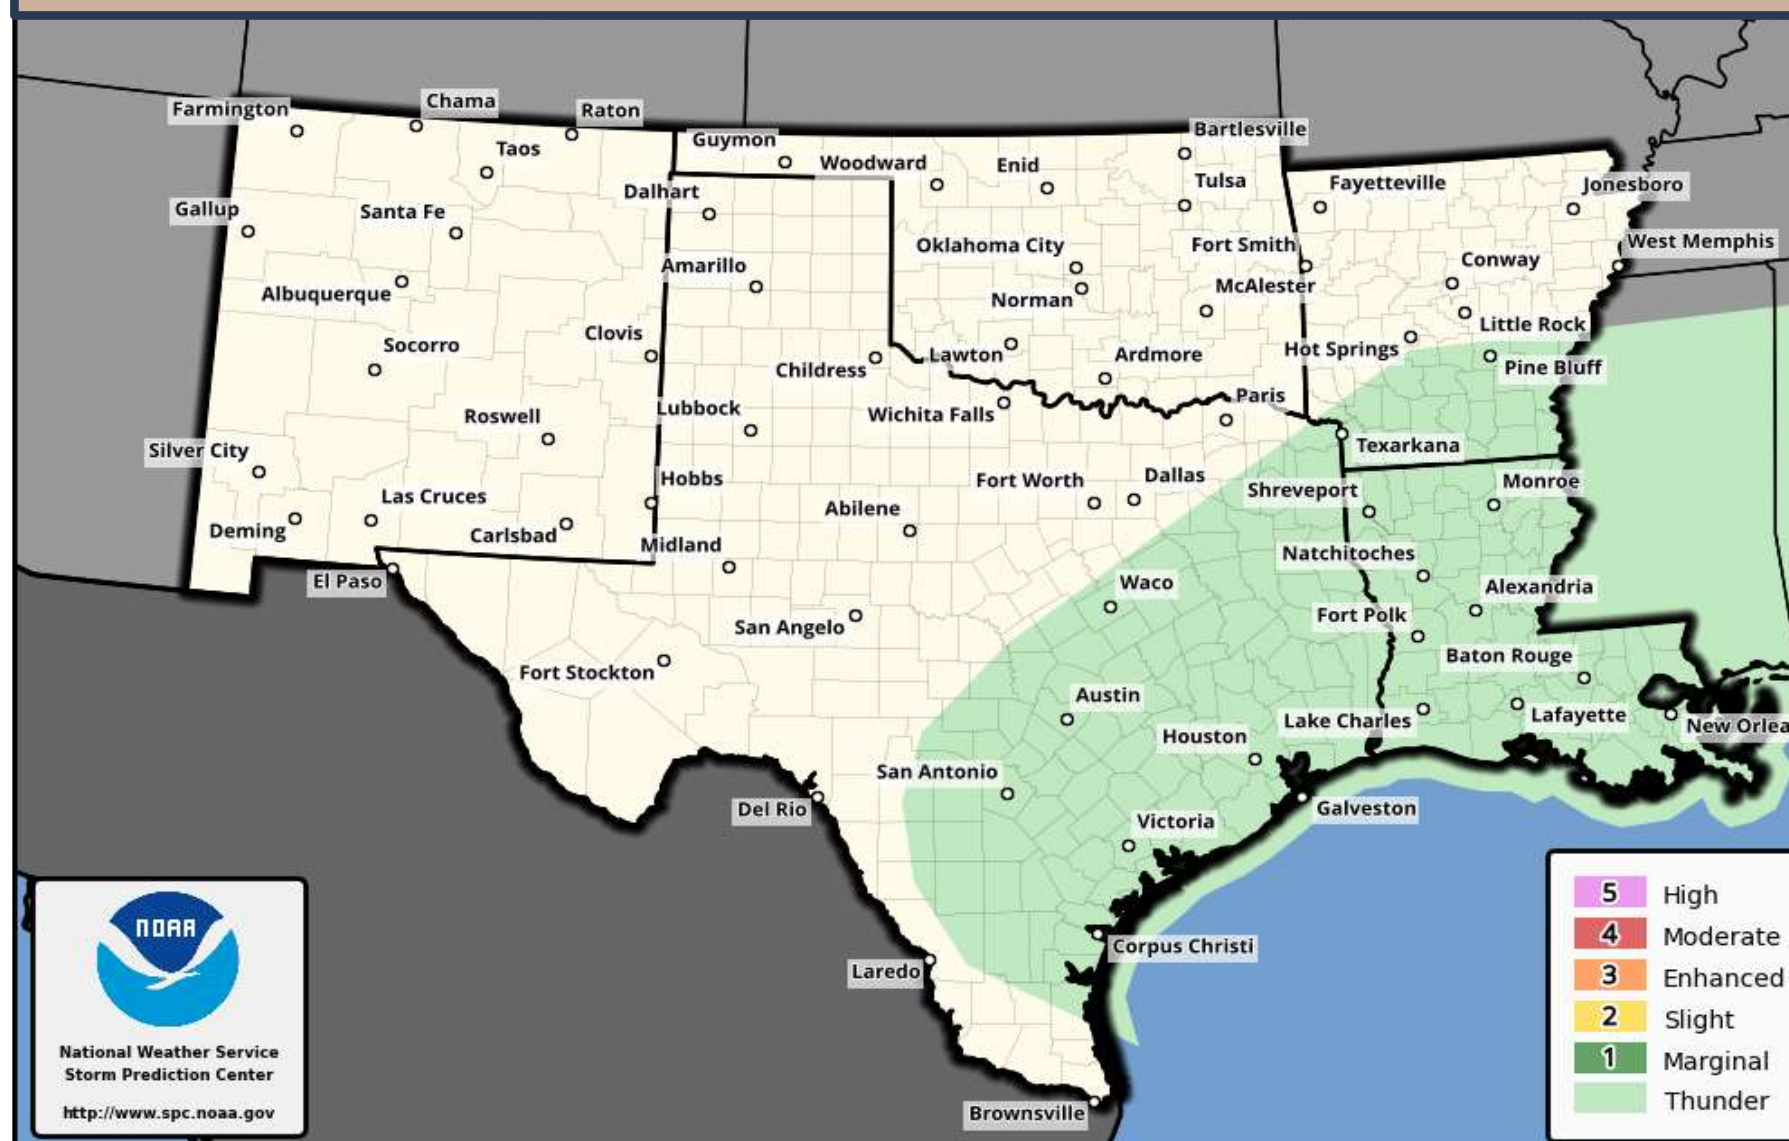 Farmington
Chama
Raton
Guymon
Bartlesville
Taos
Woodward
Enid
Tulsa
Fayetteville
Jonesboro
Dalhart
Gallup
Santa Fe
Oklahoma City
Fort Smith
West Memphis
Amarillo
Conway
Albuquerque
McAlester
Norman
Little Rock
Socorro
Clovis
Hot Springs
Lawton
Ardmore
Childress
Pine Bluff
Paris
Roswell
Lubbock
Wichita Falls
Silver City
Texarkana
Hobbs
Fort Worth
Dallas
Shreveport
Monroe
Las Cruces
Abilene
Deming
Carlsbad
Midland
Natchitoches
El Paso
Waco
Alexandria
San Angelo
Fort Polk
Baton Rouge
Fort Stockton
Austin
Lake Charles
Lafayette
New Orlea
Houston
San Antonio
Del Rio
Galveston
Victoria
Corpus Christi
Laredo
Brownsville
NOAA
National Weather Service
Storm Prediction Center
http://www.spc.noaa.gov
5 High
4 Moderate
3 Enhanced
2 Slight
1 Marginal
Thunder